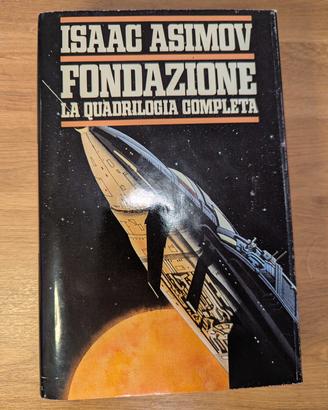 ISAAC ASIMOV
FONDAZIONE
LA QUADRILOGIA COMPLETA